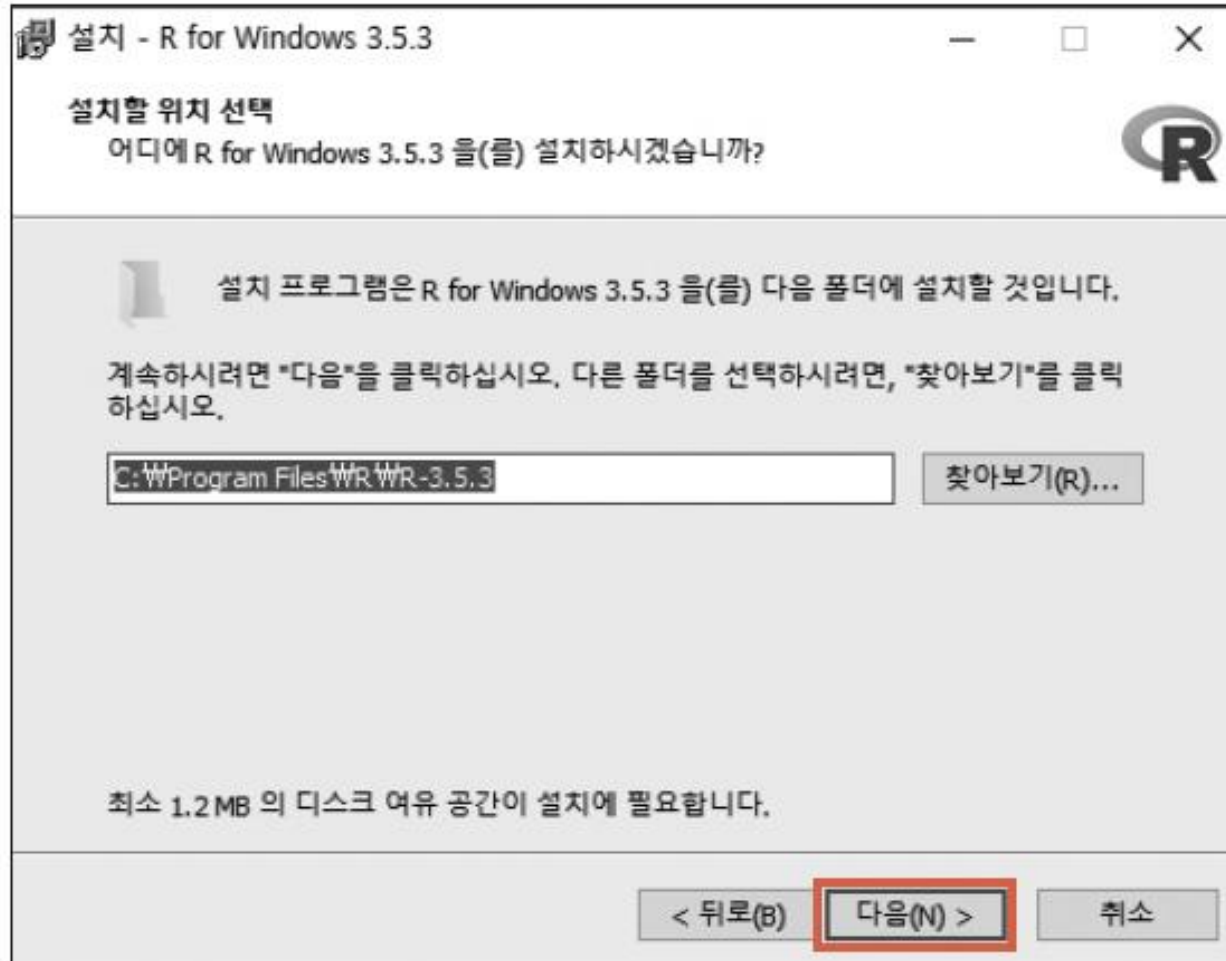 설치 - R for Windows 3.5.3
설치할 위치 선택
어디에 R for Windows 3.5.3 을(를) 설치하시겠습니까?
R
설치 프로그램은 R for Windows 3.5.3 을(를) 다음 폴더에 설치할 것입니다.
계속하시려면 "다음"을 클릭하십시오. 다른 폴더를 선택하시려면, "찾아보기"를 클릭
하십시오.
C:₩Program Files₩R₩R-3.5.3
찾아보기(R)...
최소 1.2 MB 의 디스크 여유 공간이 설치에 필요합니다.
< 뒤로(B) 다음(N) > 취소